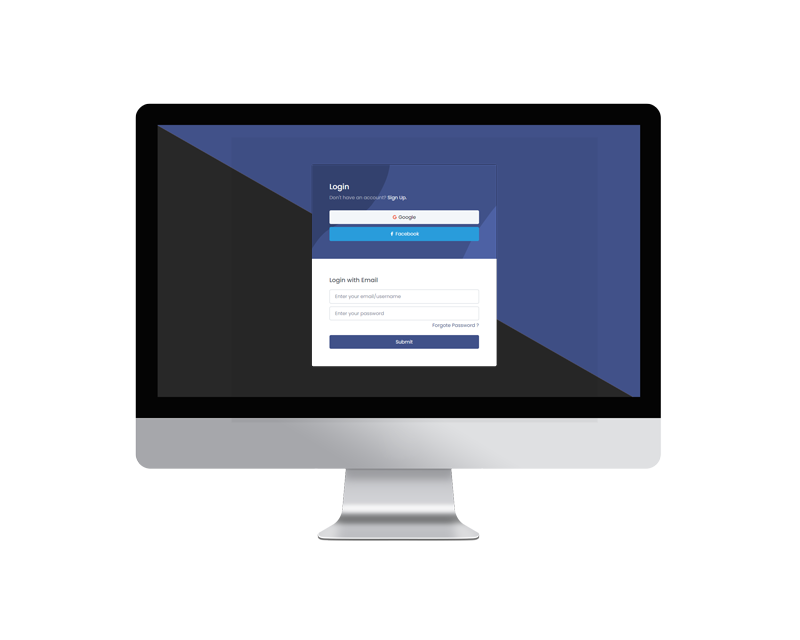 Login
Don't have an account? Sign Up.
Google
Facebook
Login with Email
Enter your email/username
Enter your password
Forgote Password ?
Submit